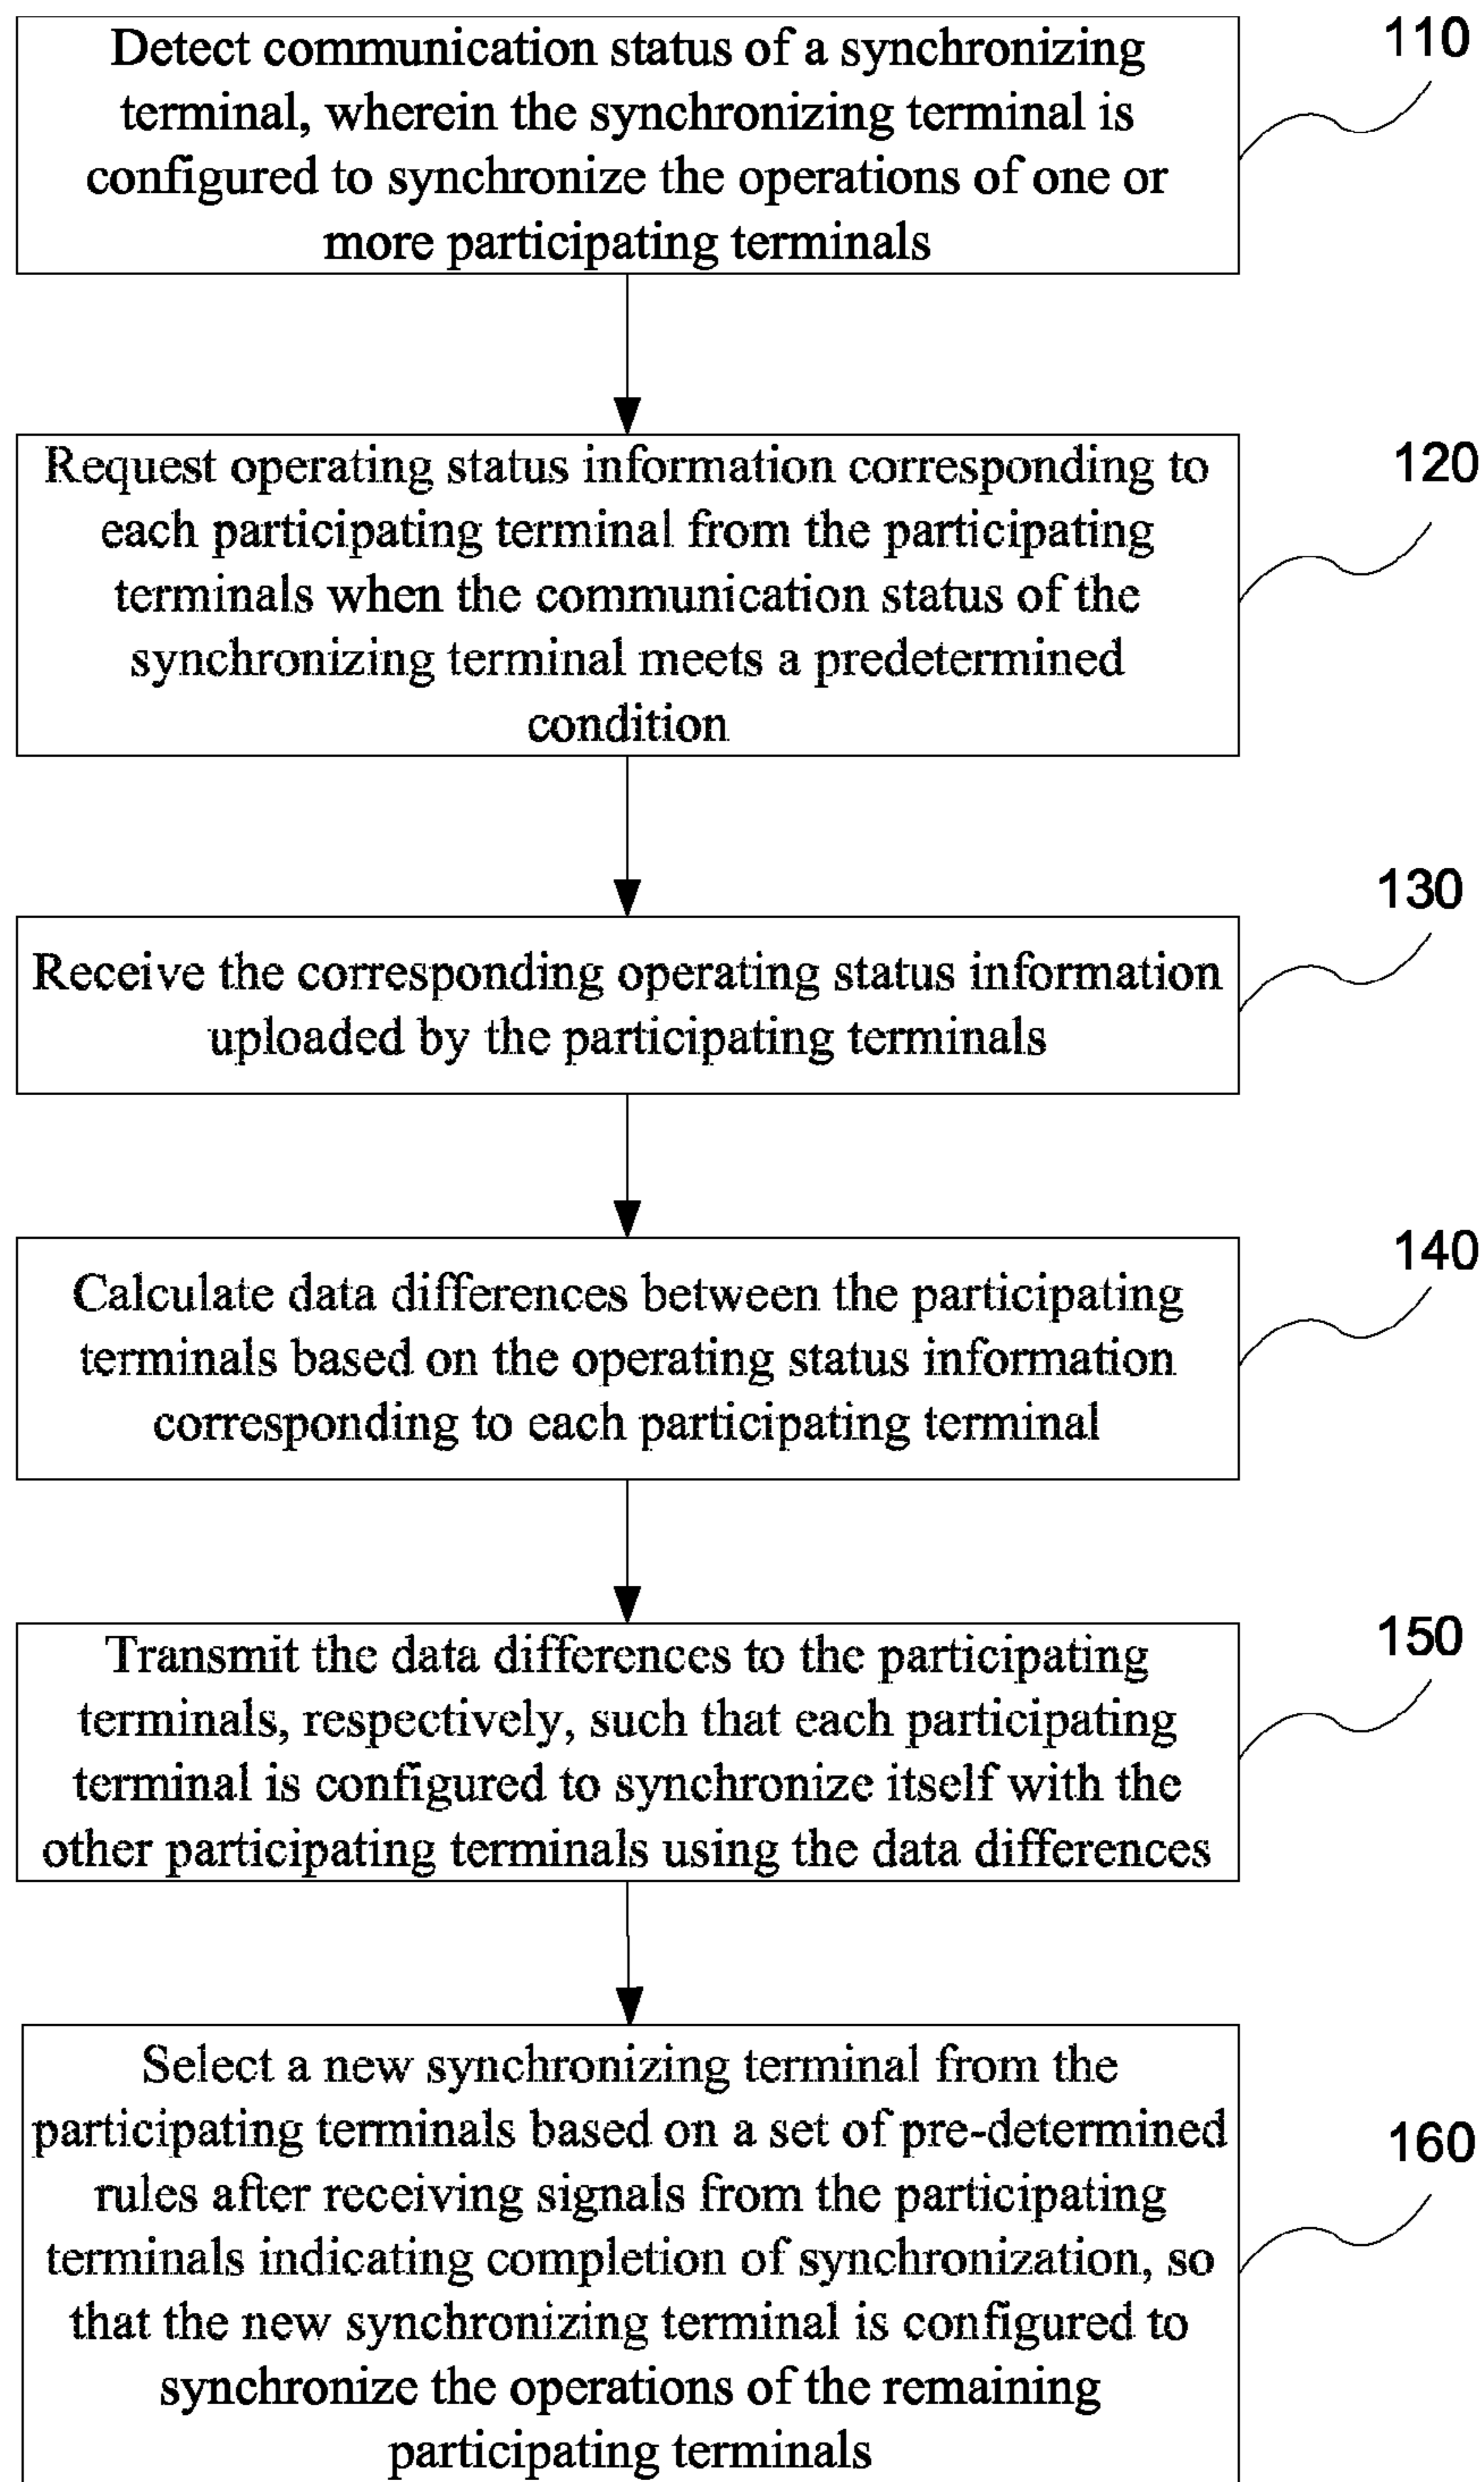 Detect communication status of a synchronizing
terminal, wherein the synchronizing terminal is
configured to synchronize the operations of one or
more participating terminals
110
Request operating status information corresponding to
each participating terminal from the participating
terminals when the communication status of the
synchronizing terminal meets a predetermined
condition
120
Receive the corresponding operating status information
uploaded by the participating terminals
130
Calculate data differences between the participating
terminals based on the operating status information
corresponding to each participating terminal
140
Transmit the data differences to the participating
terminals, respectively, such that each participating
terminal is configured to synchronize itself with the
other participating terminals using the data differences
150
Select a new synchronizing terminal from the
participating terminals based on a set of pre-determined
rules after receiving signals from the participating
terminals indicating completion of synchronization, so
that the new synchronizing terminal is configured to
synchronize the operations of the remaining
participating terminals
160